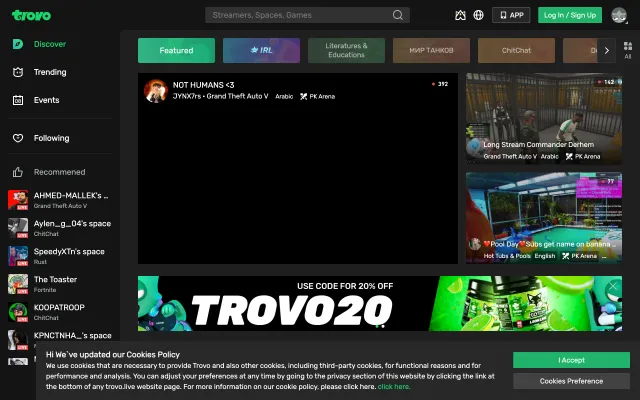 trovo
Streamers, Spaces, Games
APP
Log In / Sign Up
Discover
Trending
Events
Following
Recommened
AHMED-MALLEK's ...
Grand Theft Auto V
LIVE
Aylen_g_04's space
ChitChat
LIVE
SpeedyXTn's space
Rust
LIVE
The Toaster
Fortnite
LIVE
KOOPATROOP
ChitChat
LIVE
KPNCTNHA_'s space
Featured
IRL
Literatures &
Educations
МИР ТАНКОВ
ChitChat
All
NOT HUMANS <3
JYNX7rs • Grand Theft Auto V Arabic PK Arena
392
142
Long Stream Commander Derhem
Grand Theft Auto V Arabic PK Arena
77
❤️Pool Day❤️Subs get name on banana ...
Hot Tubs & Pools English PK Arena ...
USE CODE FOR 20% OFF
TROVO20
Hi We`ve updated our Cookies Policy
We use cookies that are necessary to provide Trovo and also other cookies, including third-party cookies, for functional reasons and for
performance and analysis. You can adjust your preferences at any time by going to the privacy section of this website by clicking the link at
the bottom of any trovo.live website page. For more information on our cookie policy, please click here. click here.
I Accept
Cookies Preference